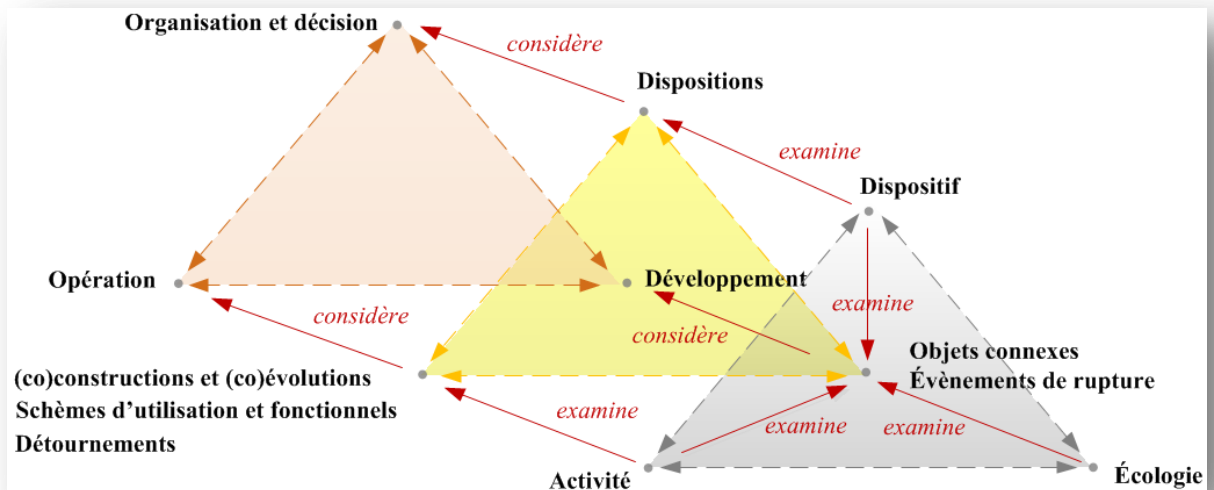 Organisation et décision
considère
Dispositions
examine
Dispositif
Opération
Développement
considère
considère
examine
Objets connexes
Évènements de rupture
(co)constructions et (co)évolutions
Schèmes d’utilisation et fonctionnels
Détournements
examine
examine
examine
Activité
Écologie